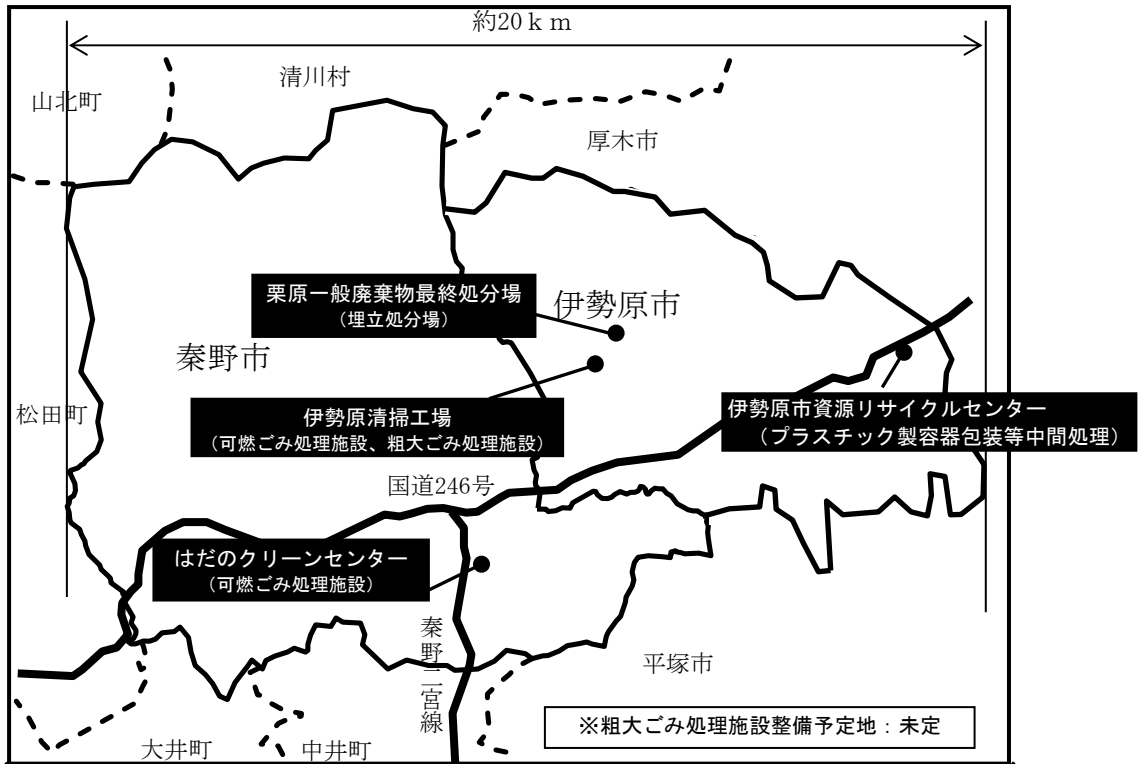 約20ｋｍ
清川村
山北町
厚木市
栗原一般廃棄物最終処分場
（埋立処分場）
伊勢原市
秦野市
松田町
伊勢原清掃工場
（可燃ごみ処理施設、粗大ごみ処理施設）
伊勢原市資源リサイクルセンター
（プラスチック製容器包装等中間処理）
国道246号
はだのクリーンセンター
（可燃ごみ処理施設）
秦野二宮線
平塚市
※粗大ごみ処理施設整備予定地：未定
大井町
中井町